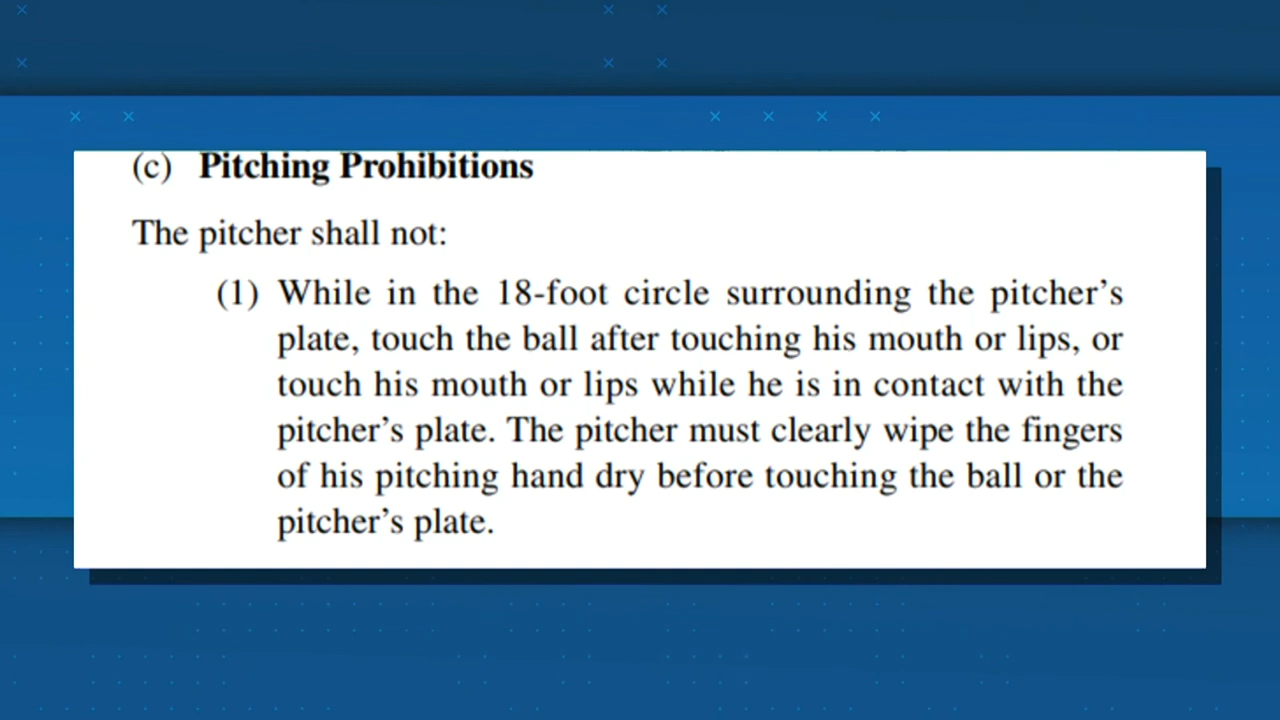 (c) Pitching Prohibitions
The pitcher shall not:
(1) While in the 18-foot circle surrounding the pitcher’s
plate, touch the ball after touching his mouth or lips, or
touch his mouth or lips while he is in contact with the
pitcher’s plate. The pitcher must clearly wipe the fingers
of his pitching hand dry before touching the ball or the
pitcher’s plate.